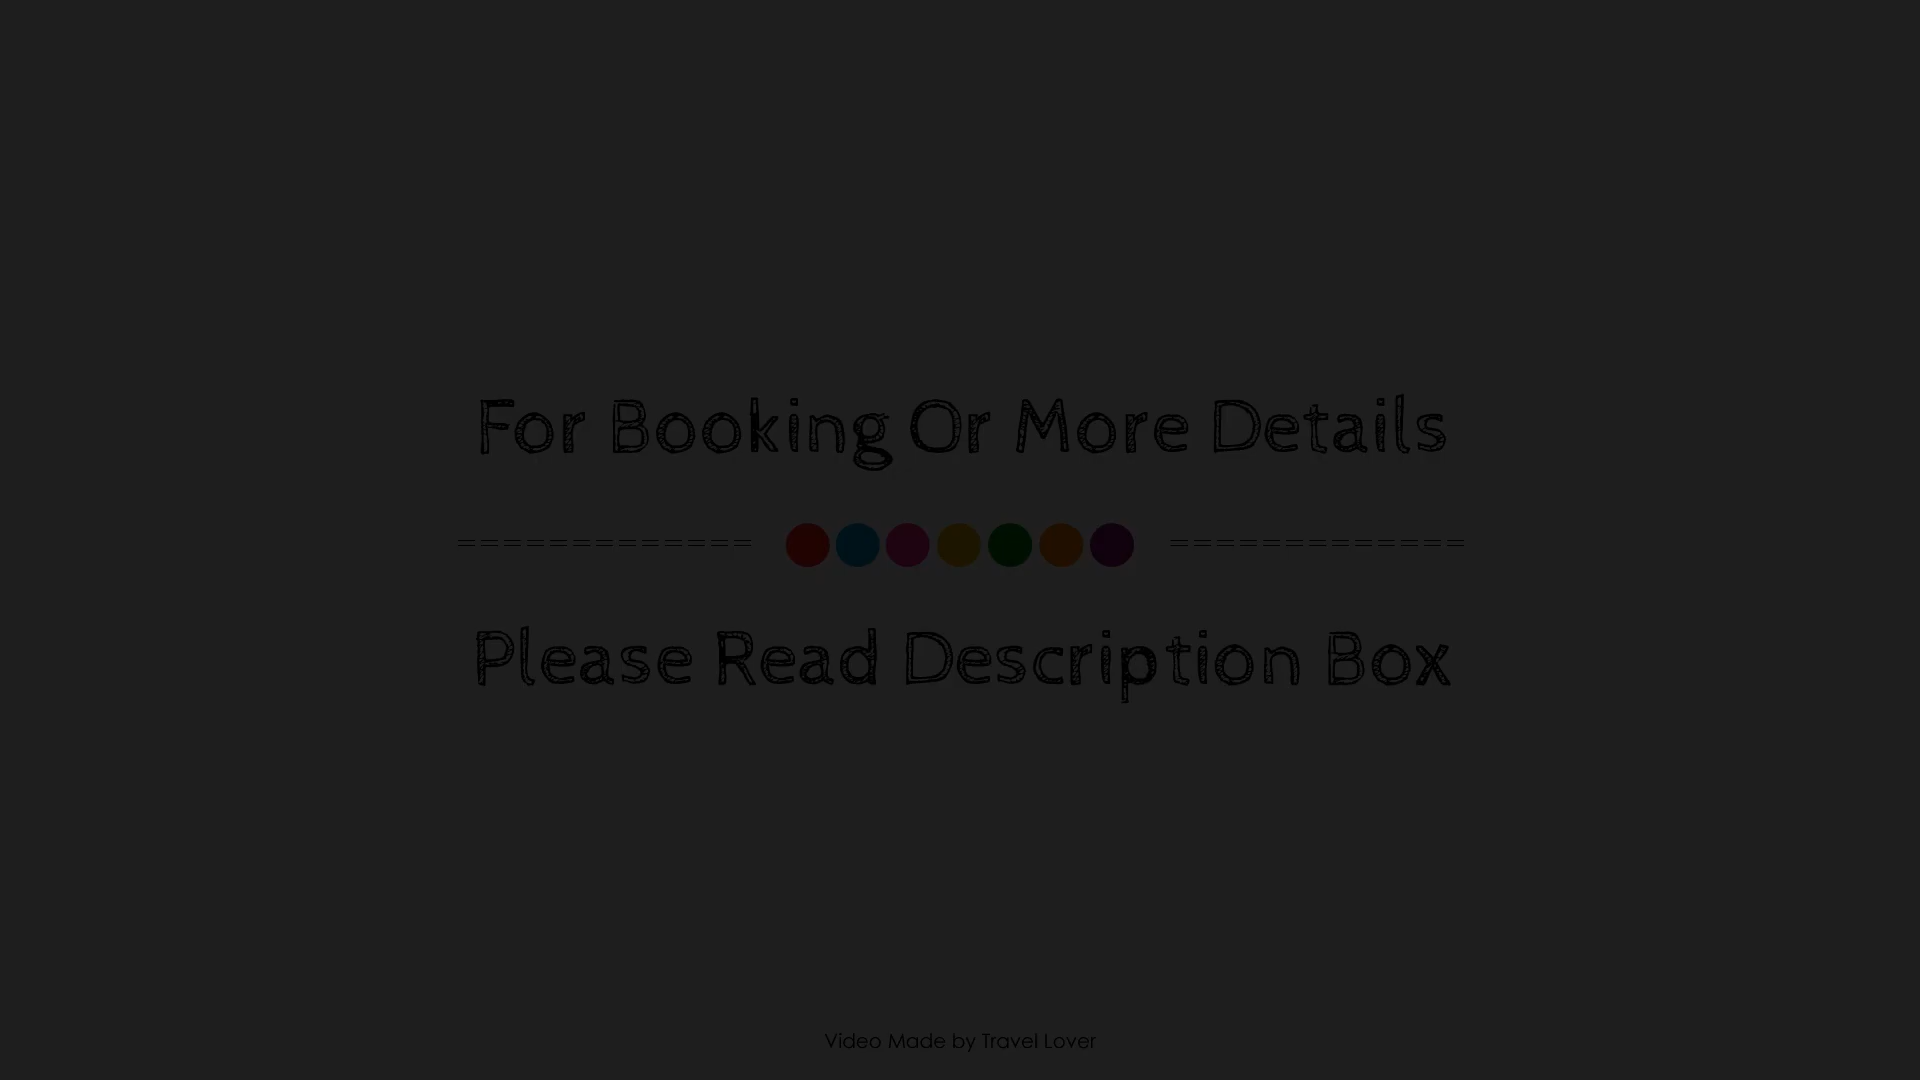 For Booking Or More Details
============= =============
Please Read Description Box
Video Made by Travel Lover